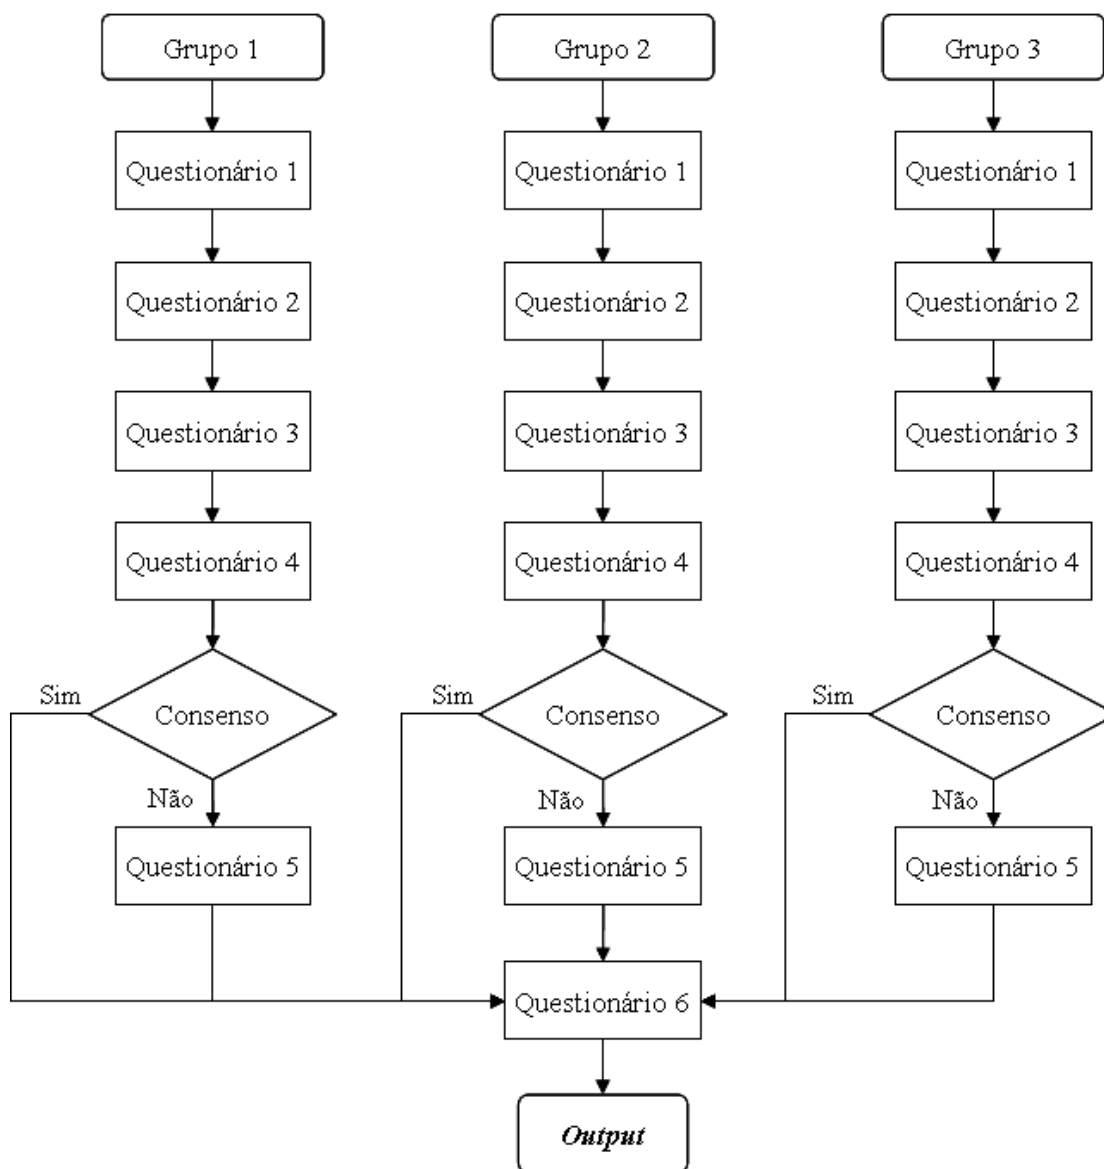 Grupo 1
Grupo 2
Grupo 3
Questionário 1
Questionário 1
Questionário 1
Questionário 2
Questionário 2
Questionário 2
Questionário 3
Questionário 3
Questionário 3
Questionário 4
Questionário 4
Questionário 4
Sim
Consenso
Sim
Consenso
Sim
Consenso
Não
Não
Não
Questionário 5
Questionário 5
Questionário 5
Questionário 6
Output